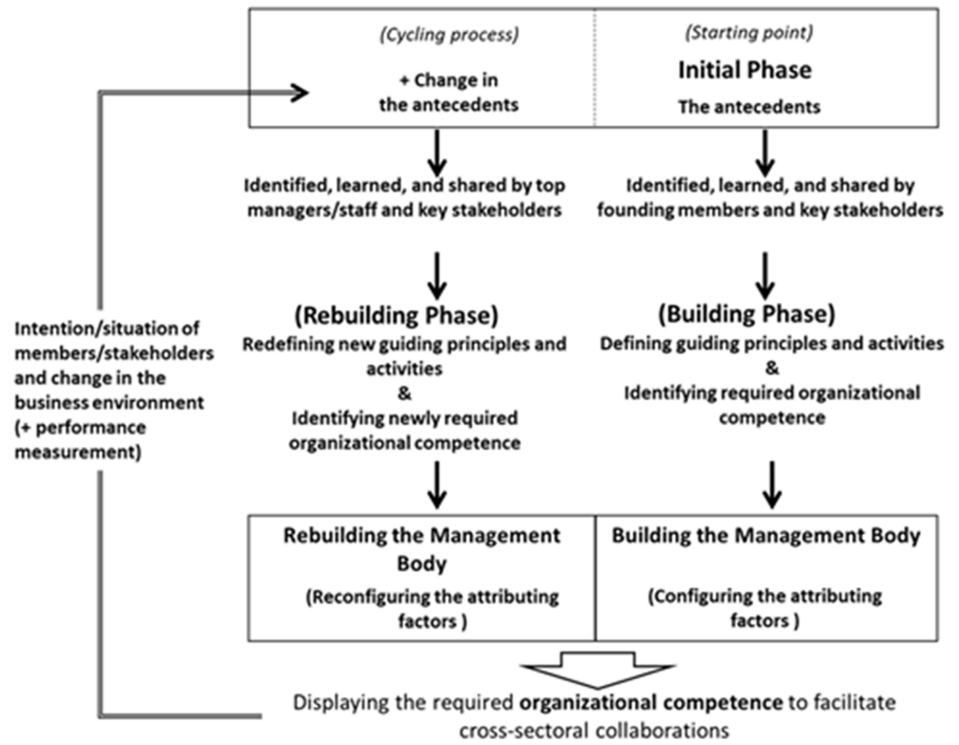 (Cycling process)
+ Change in
the antecedents
(Starting point)
Initial Phase
The antecedents
Identified, learned, and shared by top
managers/staff and key stakeholders
Identified, learned, and shared by
founding members and key stakeholders
(Rebuilding Phase)
Redefining new guiding principles and
activities
&
Identifying newly required
organizational competence
(Building Phase)
Defining guiding principles and activities
&
Identifying required organizational
competence
Intention/situation of
members/stakeholders
and change in the
business environment
(+ performance
measurement)
Rebuilding the Management
Body
(Reconfiguring the attributing
factors )
Building the Management Body
(Configuring the attributing
factors )
Displaying the required organizational competence to facilitate
cross-sectoral collaborations